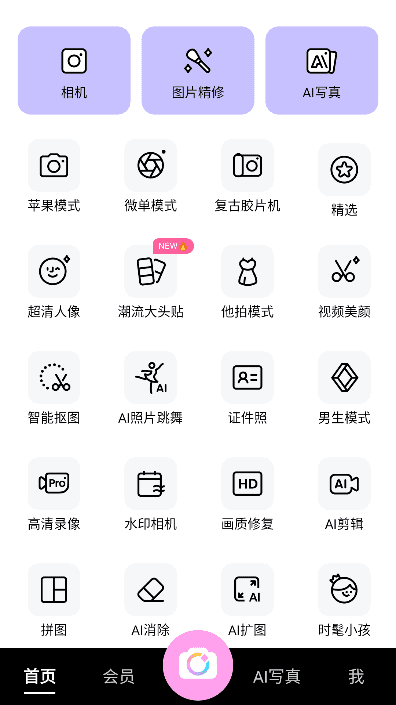 相机
图片精修
AI写真
苹果模式
微单模式
复古胶片机
精选
NEW
超清人像
潮流大头贴
他拍模式
视频美颜
智能抠图
AI
AI照片跳舞
证件照
男生模式
Pro
高清录像
水印相机
HD
画质修复
AI
AI剪辑
拼图
AI消除
AI
AI扩图
时髦小孩
首页
会员
AI写真
我